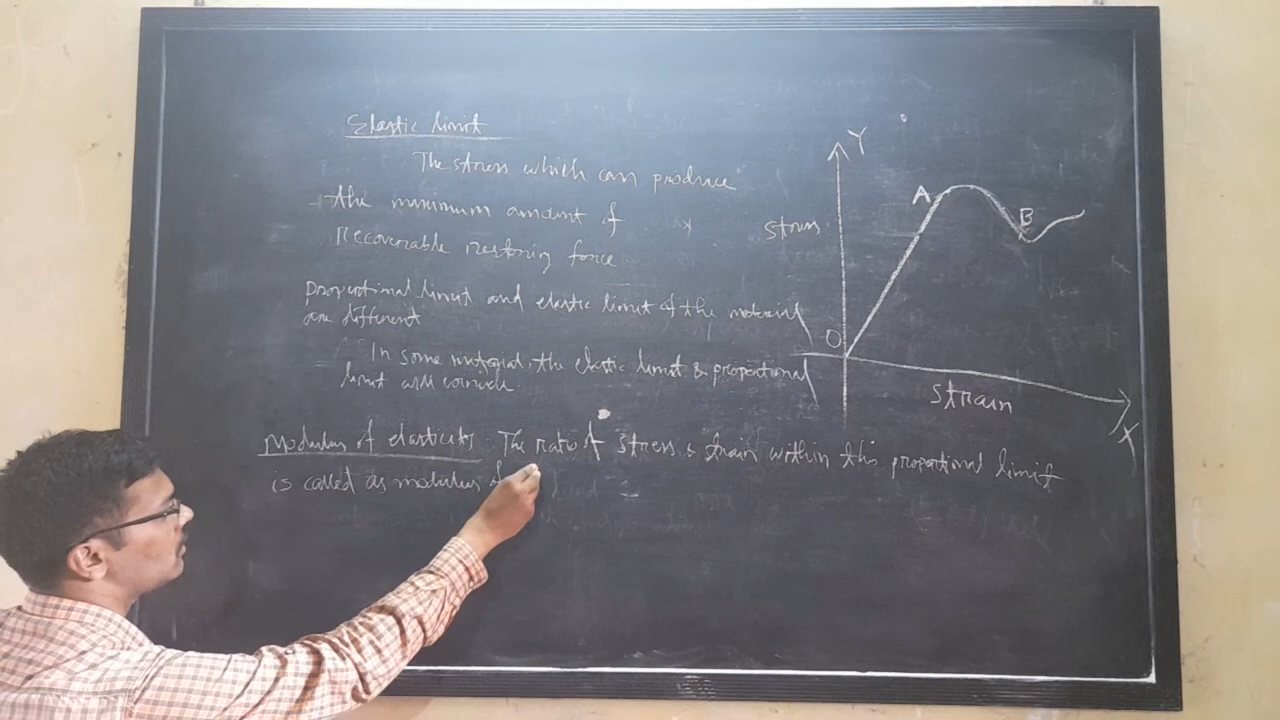 Elastic limit
The stress which can produce
the maximum amount of
Recoverable restoring force
proportional limit and elastic limit of the material
are different
In some material, the elastic limit & proportional
limit will coincide.
Modulus of elasticity: The ratio of stress & strain within this proportional limit
is called as modulus of
Y
A
B
Stress
O
Strain
X